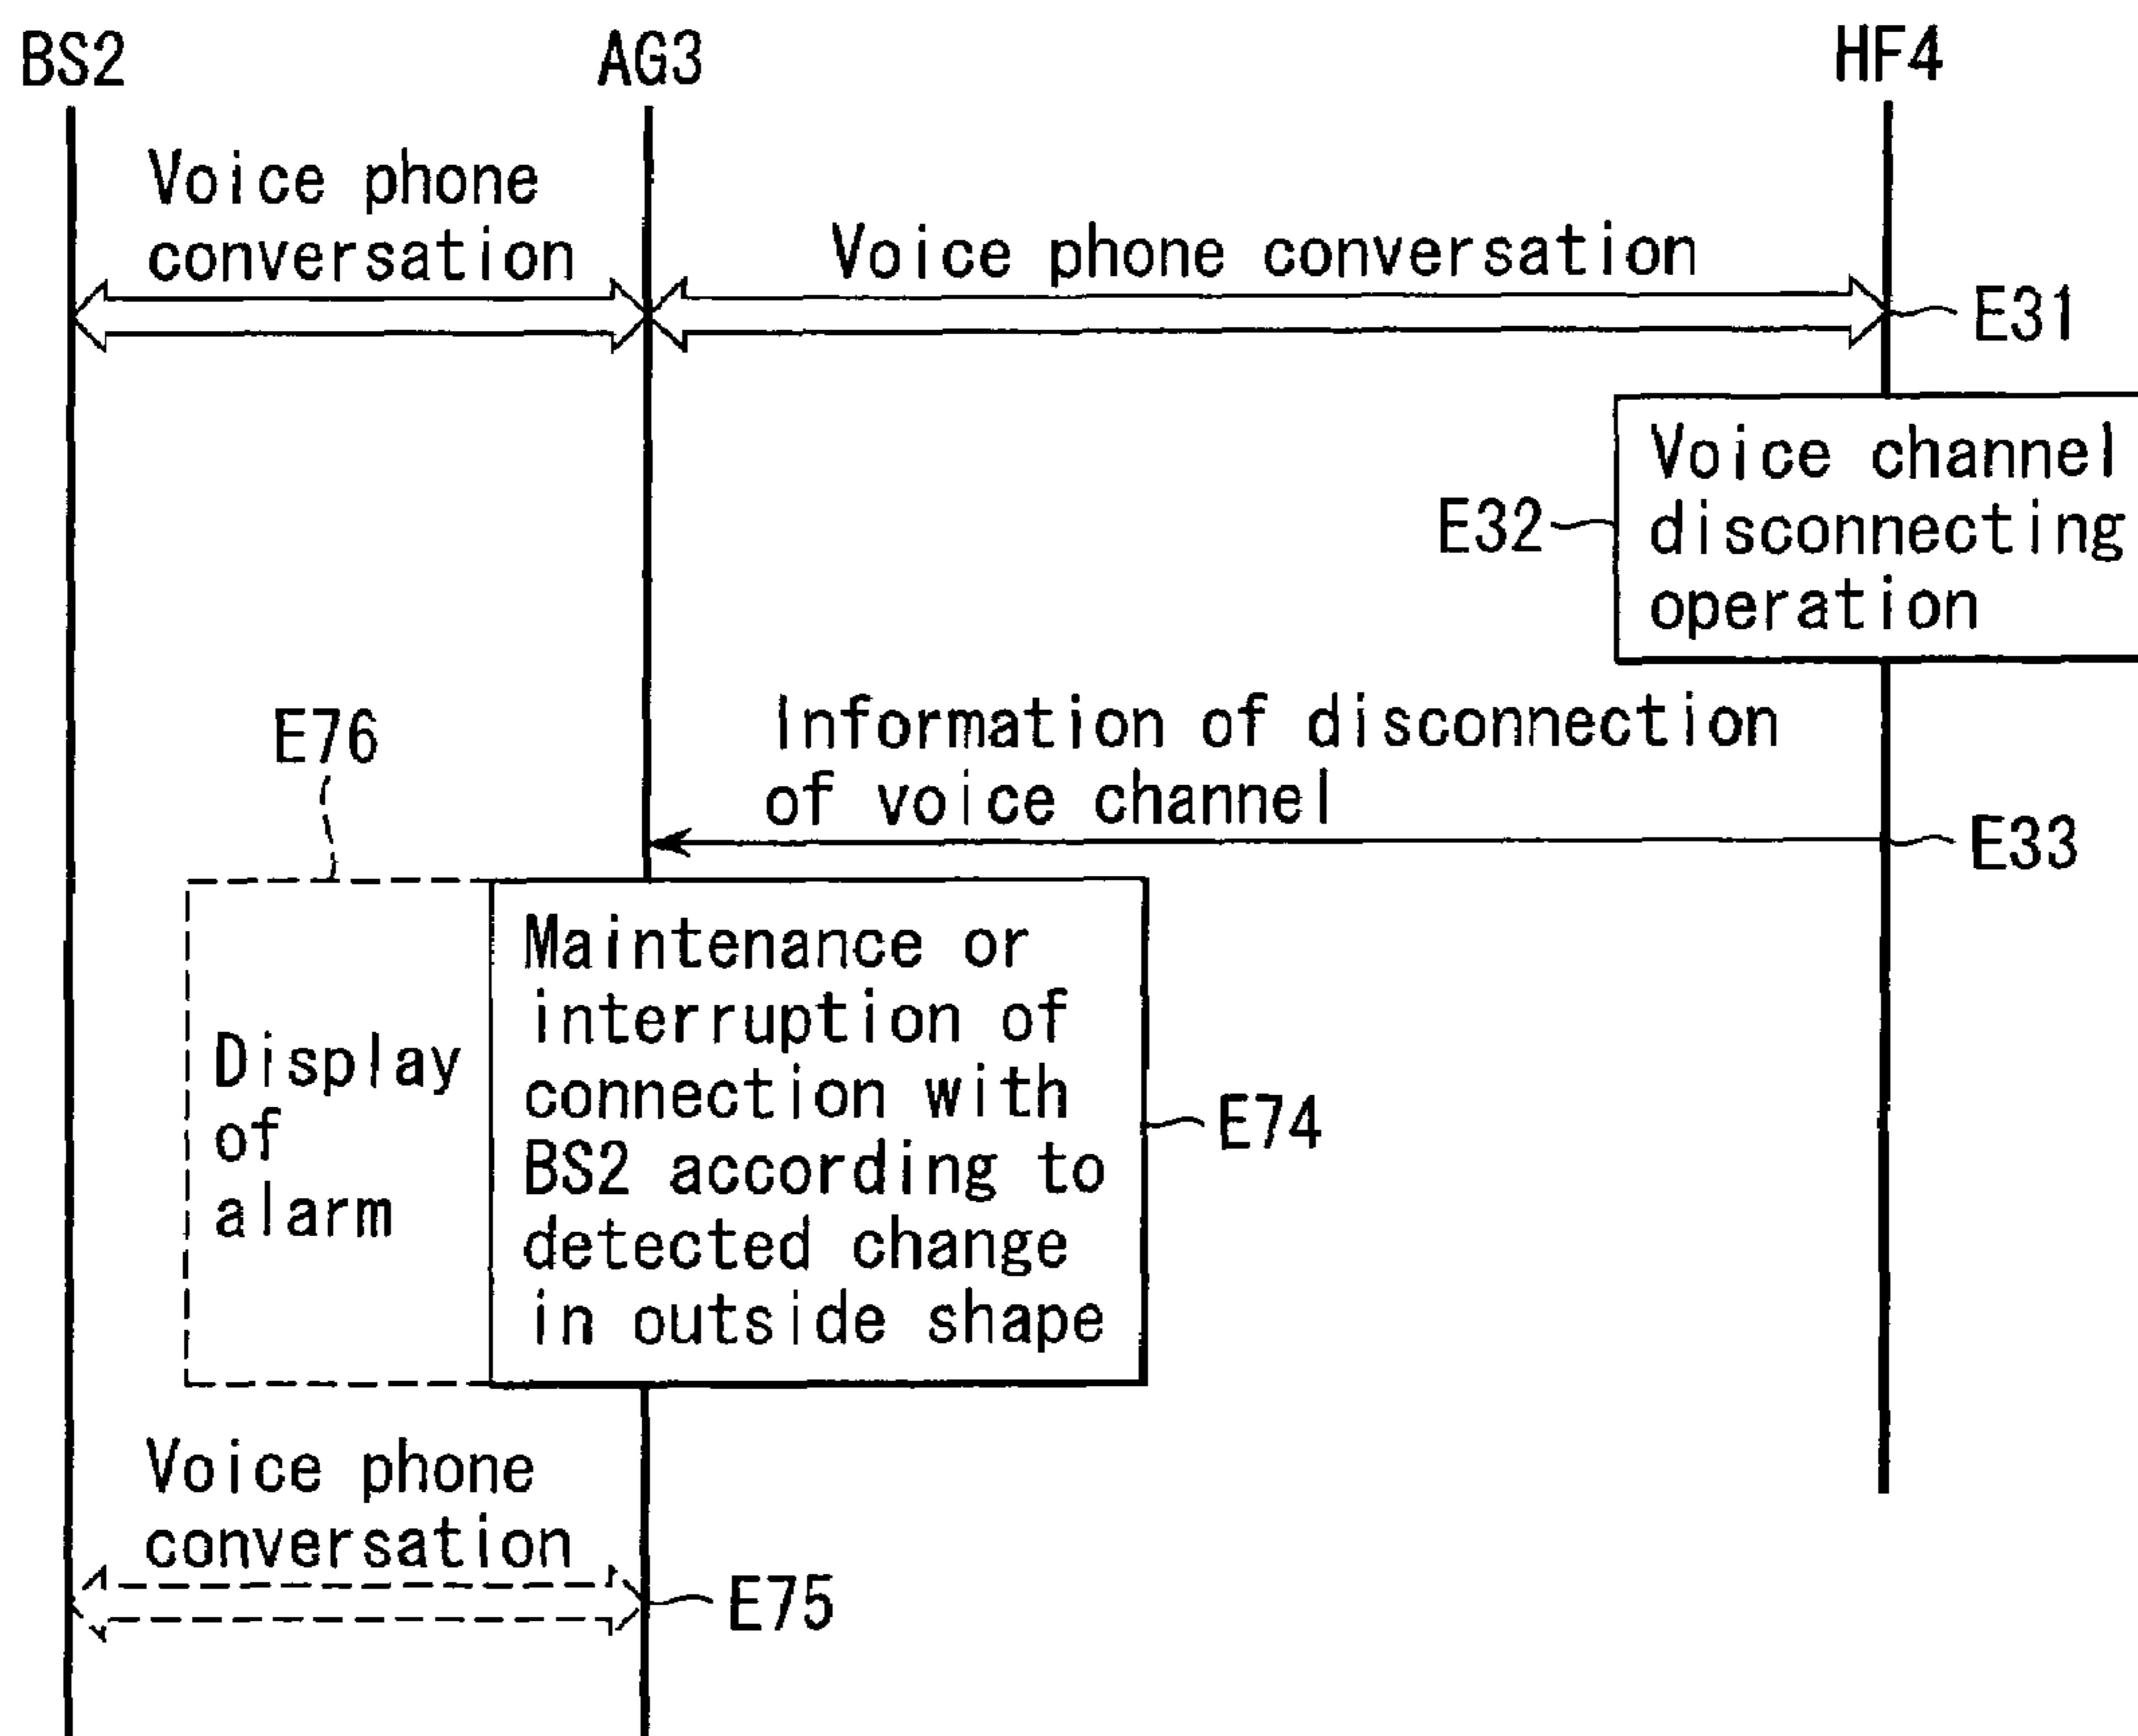 BS2
AG3
HF4
Voice phone
conversation
Voice phone conversation
E31
Voice channel
disconnecting
operation
E32
Information of disconnection
of voice channel
E33
E76
Display
of
alarm
Maintenance or
interruption of
connection with
BS2 according to
detected change
in outside shape
E74
Voice phone
conversation
E75